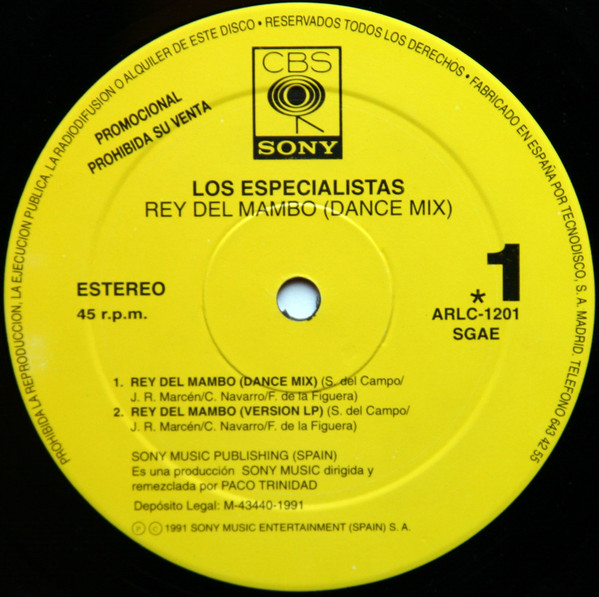 PROHIBIDA LA REPRODUCCION, LA EJECUCION PUBLICA, LA RADIODIFUSION O ALQUILER DE ESTE DISCO • RESERVADOS TODOS LOS DERECHOS • FABRICADO EN ESPAÑA POR TECNODISCO, S. A. MADRID. TELEFONO 643 42 55
CBS
SONY
PROMOCIONAL
PROHIBIDA SU VENTA
LOS ESPECIALISTAS
REY DEL MAMBO (DANCE MIX)
ESTEREO
45 r.p.m.
*1
ARLC-1201
SGAE
1. REY DEL MAMBO (DANCE MIX) (S. del Campo/
J. R. Marcén/C. Navarro/F. de la Figuera)
2. REY DEL MAMBO (VERSION LP) (S. del Campo/
J. R. Marcén/C. Navarro/F. de la Figuera)
SONY MUSIC PUBLISHING (SPAIN)
Es una producción SONY MUSIC dirigida y
remezclada por PACO TRINIDAD
Depósito Legal: M-43440-1991
Ⓟ © 1991 SONY MUSIC ENTERTAINMENT (SPAIN) S. A.